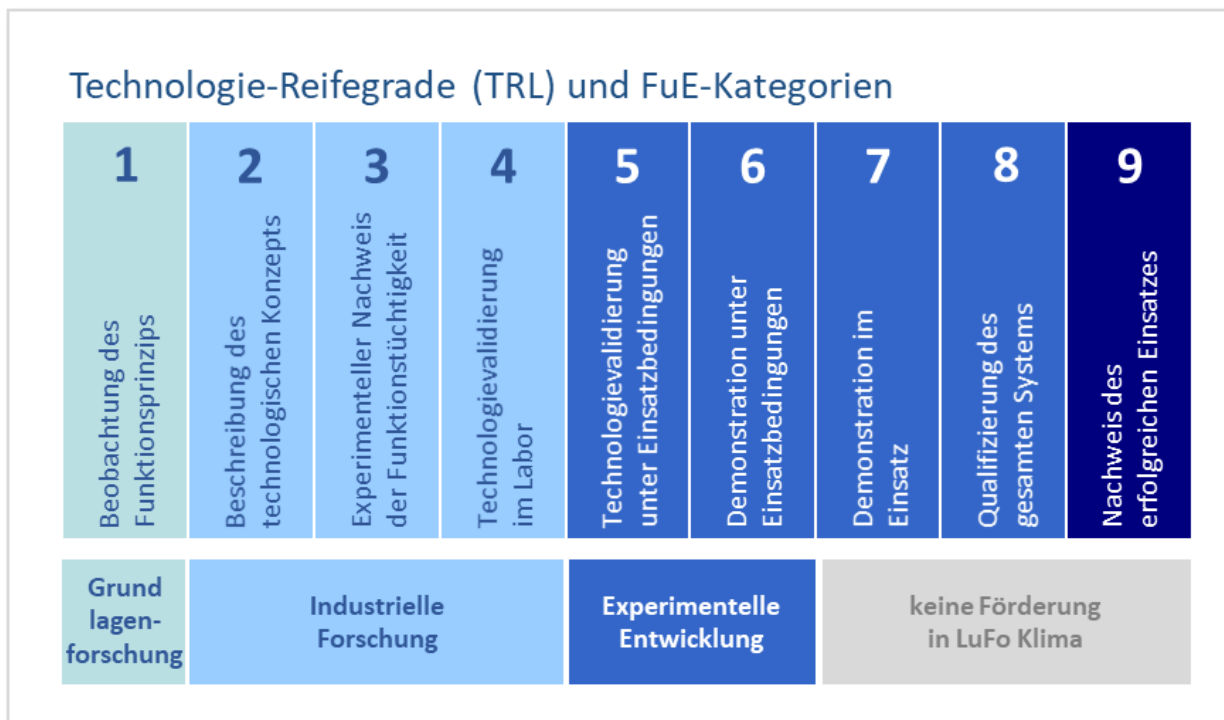 Technologie-Reifegrade (TRL) und FuE-Kategorien
1
Beobachtung des
Funktionsprinzips
2
Beschreibung des
technologischen Konzepts
3
Experimenteller Nachweis
der Funktionstüchtigkeit
4
Technologievalidierung
im Labor
5
Technologievalidierung
unter Einsatzbedingungen
6
Demonstration unter
Einsatzbedingungen
7
Demonstration im
Einsatz
8
Qualifizierung des
gesamten Systems
9
Nachweis des
erfolgreichen Einsatzes
Grund
lagen-
forschung
Industrielle
Forschung
Experimentelle
Entwicklung
keine Förderung
in LuFo Klima